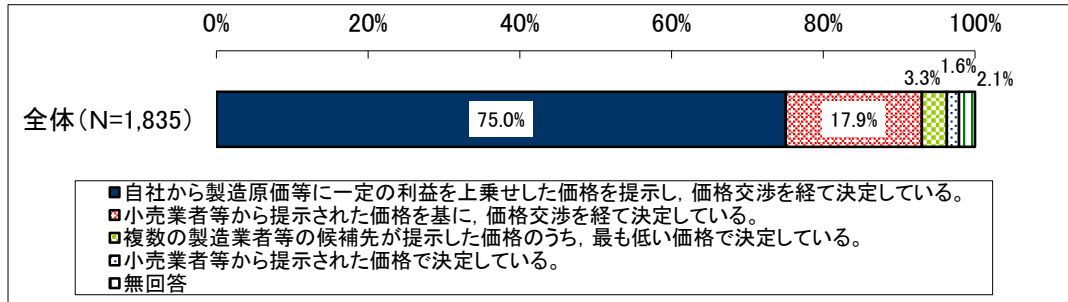 0% 20% 40% 60% 80% 100%
1.6%
3.3% 2.1%
全体(N=1,835) 75.0% 17.9%
■自社から製造原価等に一定の利益を上乗せした価格を提示し，価格交渉を経て決定している。
小売業者等から提示された価格を基に，価格交渉を経て決定している。
複数の製造業者等の候補先が提示した価格のうち，最も低い価格で決定している。
小売業者等から提示された価格で決定している。
無回答